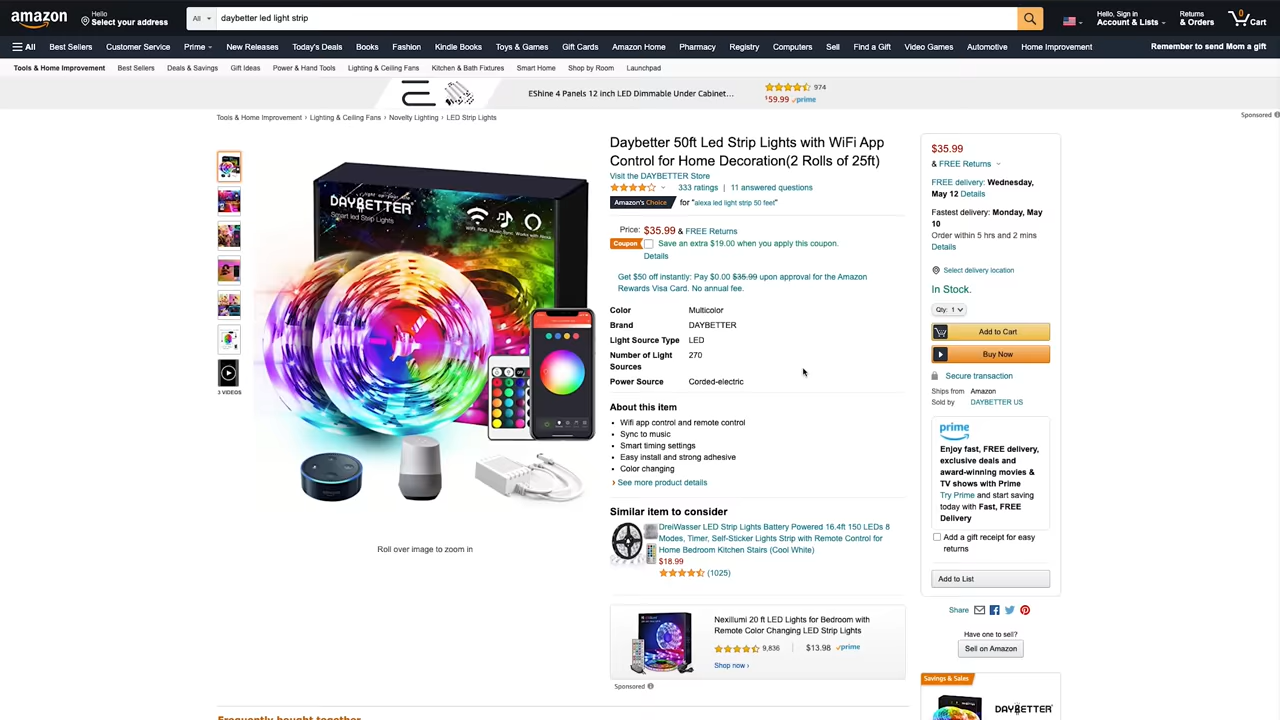 amazon
Hello
Select your address
All
daybetter led light strip
Hello, Sign in
Account & Lists
Returns
& Orders
0
Cart
All
Best Sellers
Customer Service
Prime
New Releases
Today's Deals
Books
Fashion
Kindle Books
Toys & Games
Gift Cards
Amazon Home
Pharmacy
Registry
Computers
Sell
Find a Gift
Video Games
Automotive
Home Improvement
Remember to send Mom a gift
Tools & Home Improvement
Best Sellers
Deals & Savings
Gift Ideas
Power & Hand Tools
Lighting & Ceiling Fans
Kitchen & Bath Fixtures
Smart Home
Shop by Room
Launchpad
EShine 4 Panels 12 inch LED Dimmable Under Cabinet...
974
$59.99 prime
Sponsored
Tools & Home Improvement › Lighting & Ceiling Fans › Novelty Lighting › LED Strip Lights
DAYBETTER
Smart led Strip Lights
VIDEOS
Roll over image to zoom in
Daybetter 50ft Led Strip Lights with WiFi App
Control for Home Decoration(2 Rolls of 25ft)
Visit the DAYBETTER Store
333 ratings | 11 answered questions
Amazon's Choice for "alexa led light strip 50 feet"
Price: $35.99 & FREE Returns
Coupon Save an extra $19.00 when you apply this coupon.
Details
Get $50 off instantly: Pay $0.00 $35.99 upon approval for the Amazon
Rewards Visa Card. No annual fee.
Color Multicolor
Brand DAYBETTER
Light Source Type LED
Number of Light Sources 270
Power Source Corded-electric
About this item
• Wifi app control and remote control
• Sync to music
• Smart timing settings
• Easy install and strong adhesive
• Color changing
› See more product details
Similar item to consider
DreiWasser LED Strip Lights Battery Powered 16.4ft 150 LEDs 8
Modes, Timer, Self-Sticker Lights Strip with Remote Control for
Home Bedroom Kitchen Stairs (Cool White)
$18.99
(1025)
Nexillumi 20 ft LED Lights for Bedroom with
Remote Color Changing LED Strip Lights
9,836 | $13.98 prime
Shop now ›
Sponsored
Frequently bought together
$35.99
& FREE Returns
FREE delivery: Wednesday,
May 12 Details
Fastest delivery: Monday, May
10
Order within 5 hrs and 2 mins
Details
Select delivery location
In Stock.
Qty: 1
Add to Cart
Buy Now
Secure transaction
Ships from Amazon
Sold by DAYBETTER US
prime
Enjoy fast, FREE delivery,
exclusive deals and
award-winning movies &
TV shows with Prime
Try Prime and start saving
today with Fast, FREE
Delivery
Add a gift receipt for easy
returns
Add to List
Share
Have one to sell?
Sell on Amazon
Savings & Sales
DAYBETTER